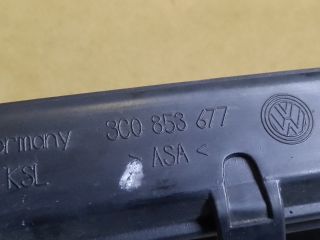 ermany 3C0 853 677
> ASA <
KSL